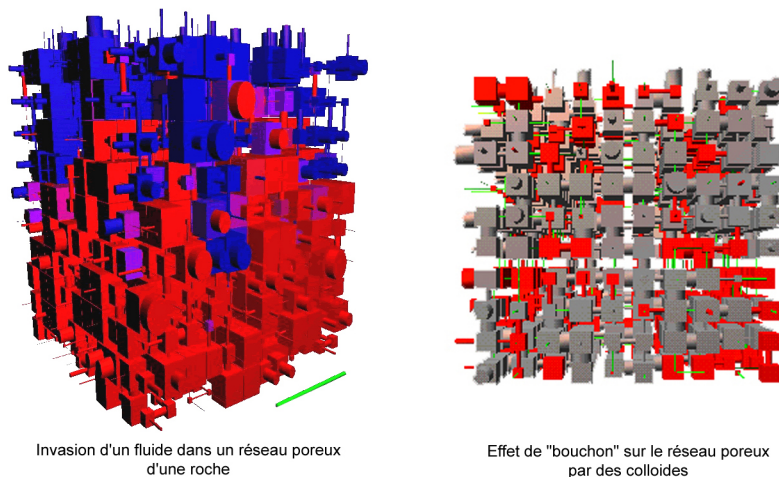 Invasion d'un fluide dans un réseau poreux
d'une roche
Effet de "bouchon" sur le réseau poreux
par des colloides